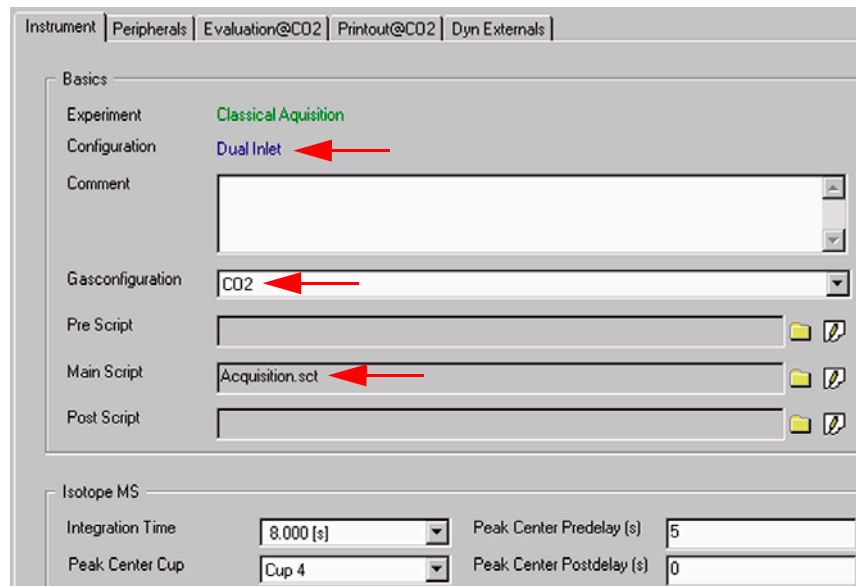 Instrument Peripherals Evaluation@CO2 Printout@CO2 Dyn Externals
Basics
Experiment Classical Aquisition
Configuration Dual Inlet
Comment
Gasconfiguration CO2
Pre Script
Main Script Acquisition.sct
Post Script
Isotope MS
Integration Time 8.000 [s] Peak Center Predelay (s) 5
Peak Center Cup Cup 4 Peak Center Postdelay (s) 0